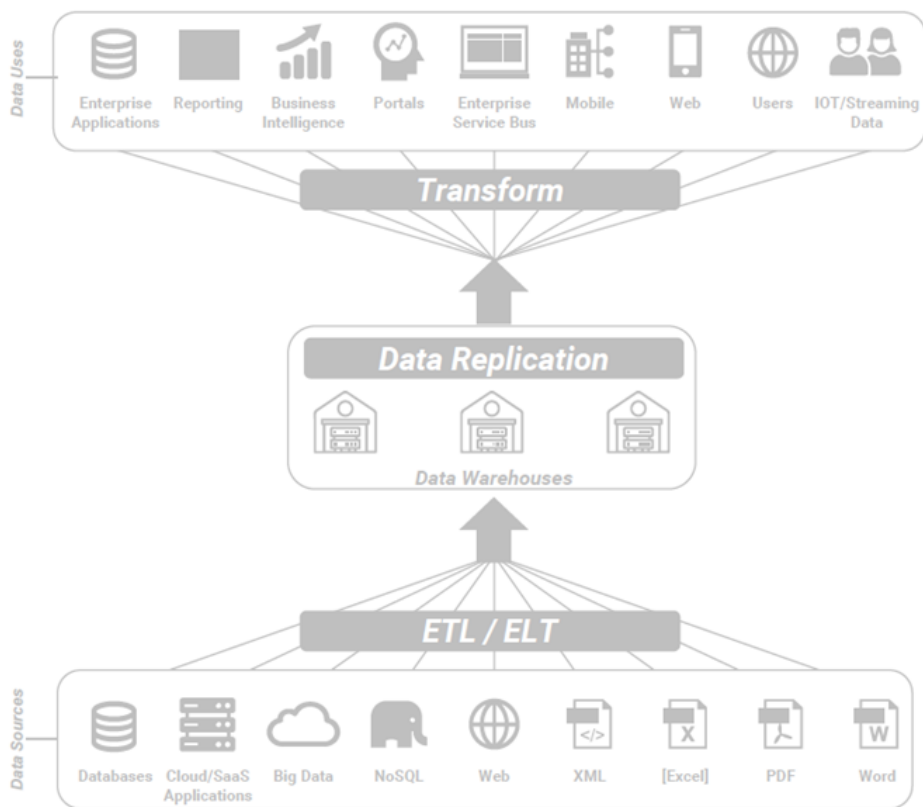 Data Uses
Enterprise
Applications
Reporting
Business
Intelligence
Portals
Enterprise
Service Bus
Mobile
Web
Users
IOT/Streaming
Data
Transform
Data Replication
Data Warehouses
ETL / ELT
Data Sources
Databases
Cloud/SaaS
Applications
Big Data
NoSQL
Web
</>
XML
X
[Excel]
PDF
W
Word